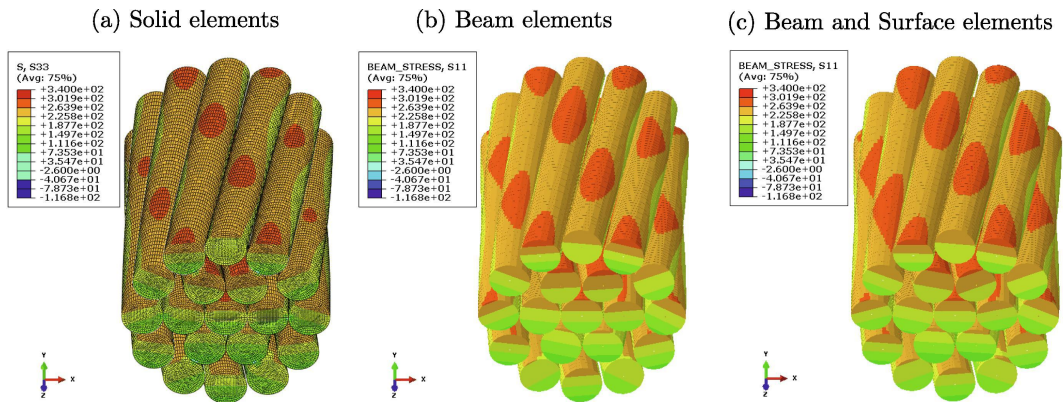 (a) Solid elements
(b) Beam elements
(c) Beam and Surface elements
S, S33
(Avg: 75%)
+3.400e+02
+3.019e+02
+2.639e+02
+2.258e+02
+1.877e+02
+1.497e+02
+1.116e+02
+7.353e+01
+3.547e+01
-2.600e+00
-4.067e+01
-7.873e+01
-1.168e+02
BEAM_STRESS, S11
(Avg: 75%)
+3.400e+02
+3.019e+02
+2.639e+02
+2.258e+02
+1.877e+02
+1.497e+02
+1.116e+02
+7.353e+01
+3.547e+01
-2.600e+00
-4.067e+01
-7.873e+01
-1.168e+02
BEAM_STRESS, S11
(Avg: 75%)
+3.400e+02
+3.019e+02
+2.639e+02
+2.258e+02
+1.877e+02
+1.497e+02
+1.116e+02
+7.353e+01
+3.547e+01
-2.600e+00
-4.067e+01
-7.873e+01
-1.168e+02
Y
X
Z
Y
X
Z
Y
X
Z